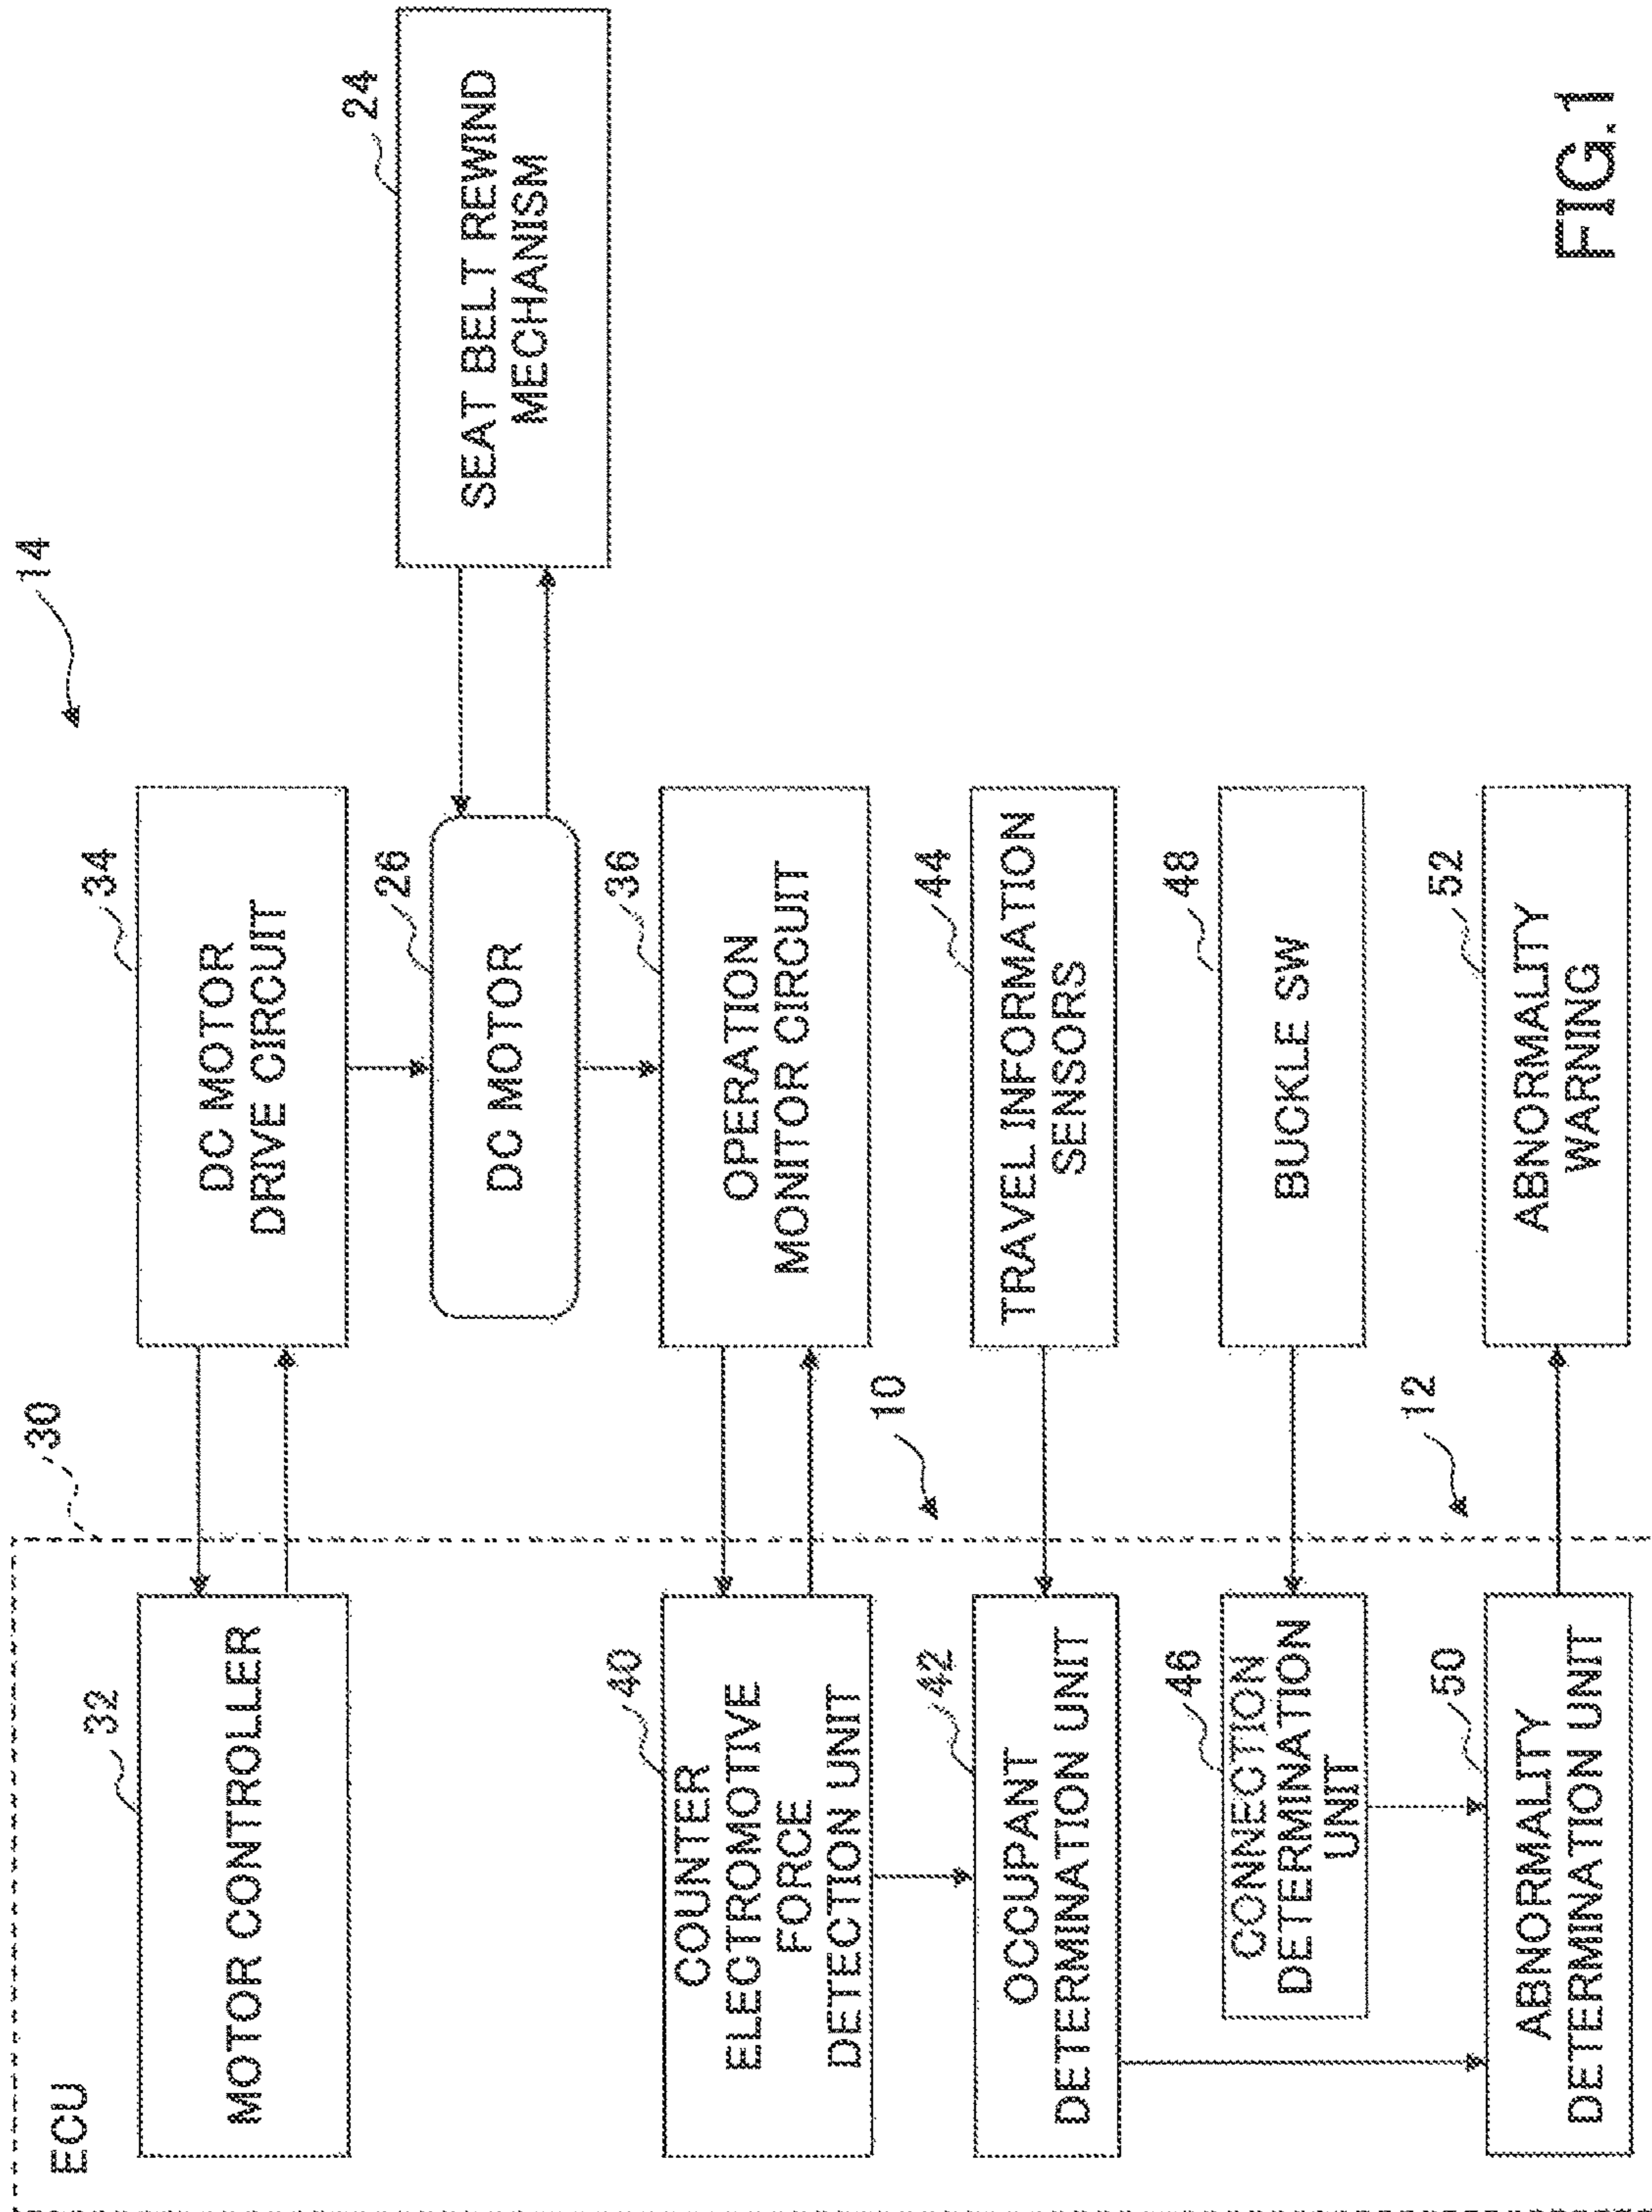 ECU
30
14
32
MOTOR CONTROLLER
34
DC MOTOR
DRIVE CIRCUIT
24
SEAT BELT REWIND
MECHANISM
26
DC MOTOR
40
COUNTER
ELECTROMOTIVE
FORCE
DETECTION UNIT
36
OPERATION
MONITOR CIRCUIT
10
42
OCCUPANT
DETERMINATION UNIT
44
TRAVEL INFORMATION
SENSORS
46
CONNECTION
DETERMINATION
UNIT
48
BUCKLE SW
12
50
ABNORMALITY
DETERMINATION UNIT
52
ABNORMALITY
WARNING
FIG.1